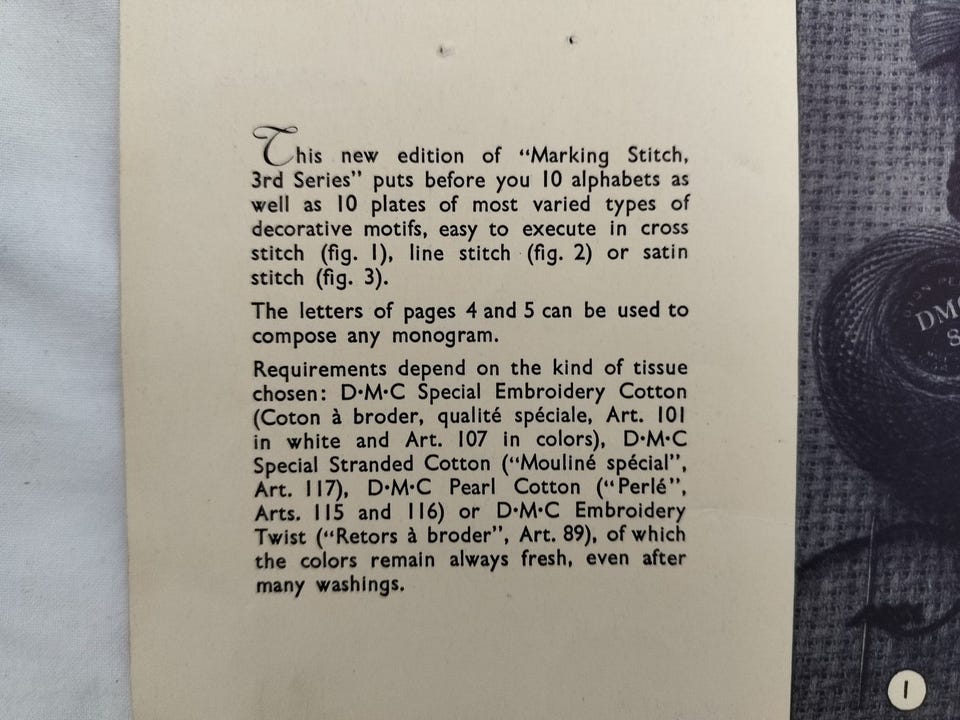 This new edition of “Marking Stitch,
3rd Series” puts before you 10 alphabets as
well as 10 plates of most varied types of
decorative motifs, easy to execute in cross
stitch (fig. 1), line stitch (fig. 2) or satin
stitch (fig. 3).
The letters of pages 4 and 5 can be used to
compose any monogram.
Requirements depend on the kind of tissue
chosen: D·M·C Special Embroidery Cotton
(Coton à broder, qualité spéciale, Art. 101
in white and Art. 107 in colors), D·M·C
Special Stranded Cotton (“Mouliné spécial”,
Art. 117), D·M·C Pearl Cotton (“Perlé”,
Arts. 115 and 116) or D·M·C Embroidery
Twist (“Retors à broder”, Art. 89), of which
the colors remain always fresh, even after
many washings.
DMC
8
1